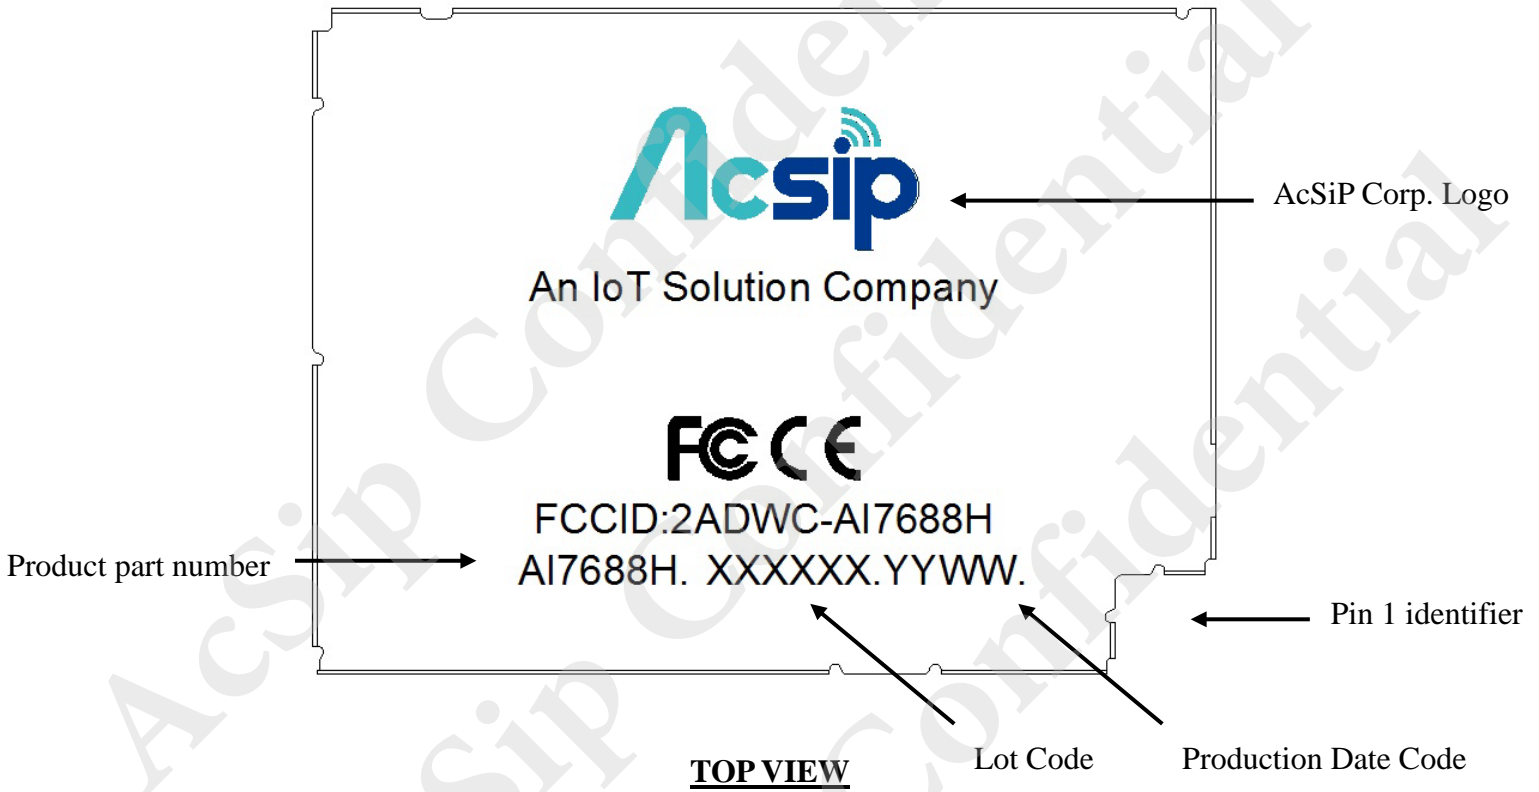 Acsip
AcSiP Corp. Logo
An IoT Solution Company
FC CE
FCCID:2ADWC-AI7688H
Product part number
AI7688H. XXXXXX.YYWW.
Pin 1 identifier
Lot Code
Production Date Code
TOP VIEW
AcSip Confidential
AcSip Confidential
Confidential